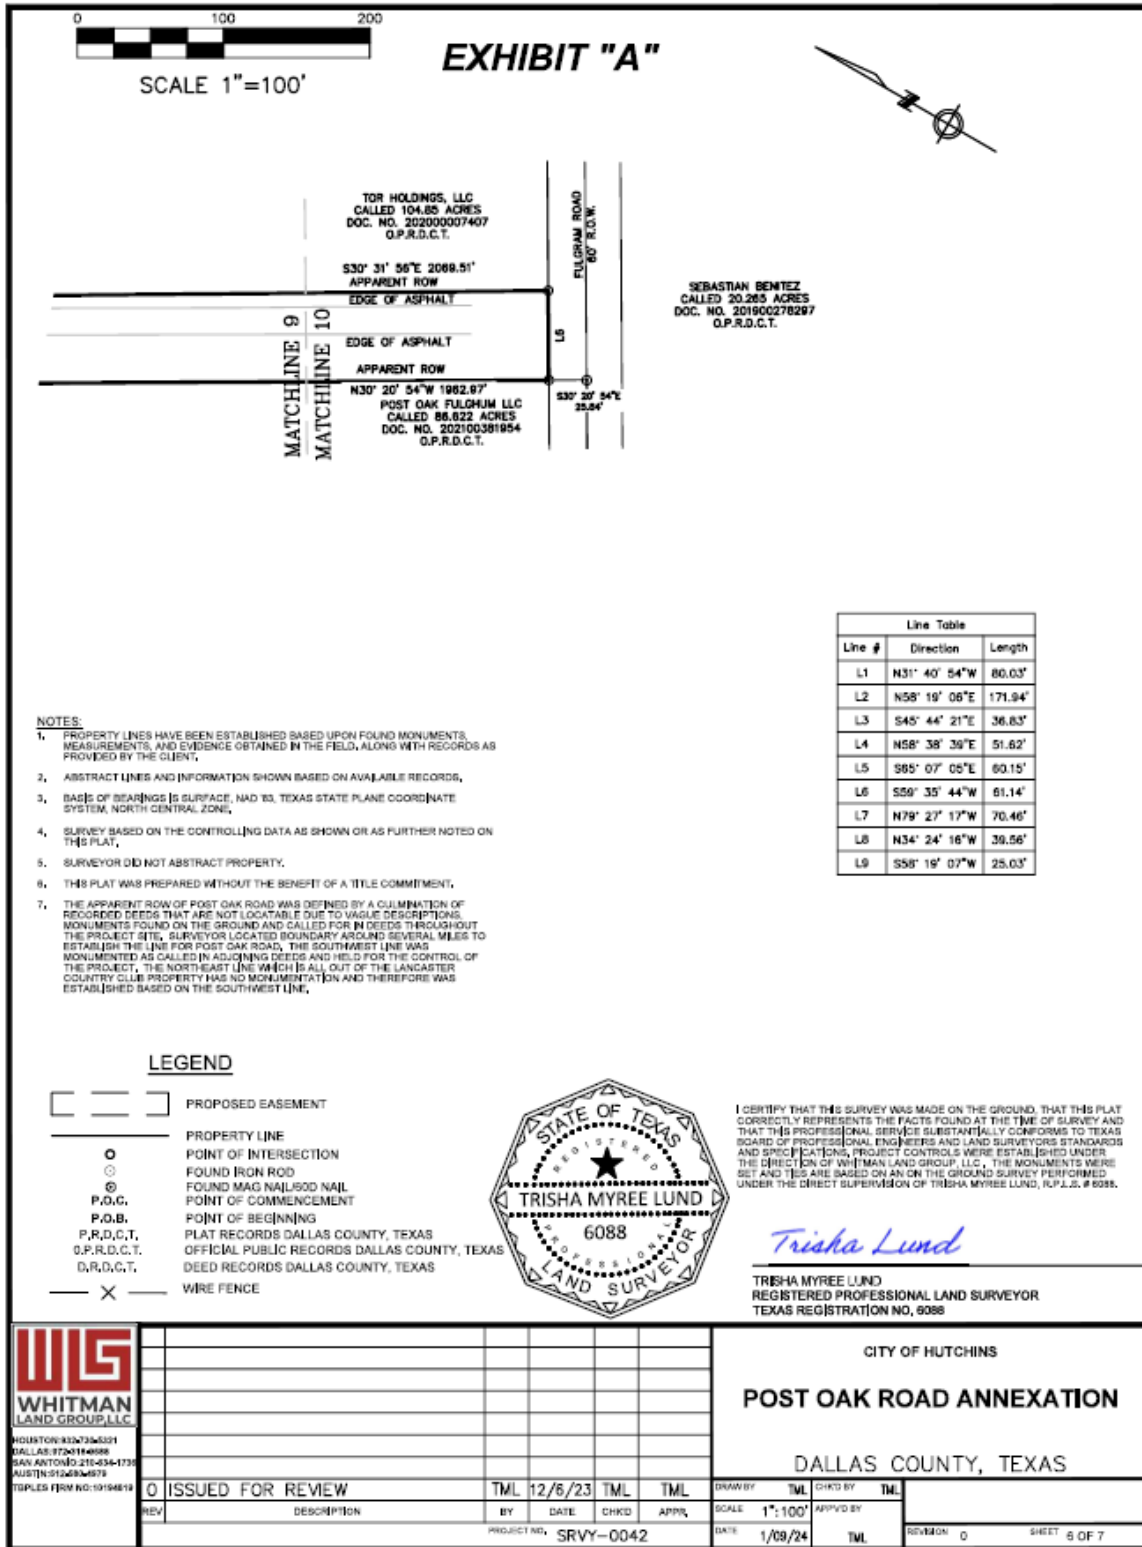 0 100 200
SCALE 1"=100'
EXHIBIT "A"
N
TOR HOLDINGS, LLC
CALLED 104.85 ACRES
DOC. NO. 202000007407
O.P.R.D.C.T.
S30° 31' 56"E 2069.51'
APPARENT ROW
EDGE OF ASPHALT
EDGE OF ASPHALT
APPARENT ROW
N30° 20' 54"W 1962.97'
POST OAK FULGHUM LLC
CALLED 86.622 ACRES
DOC. NO. 202100381954
O.P.R.D.C.T.
MATCHLINE 9
MATCHLINE 10
L6
FULGRAM ROAD
60' R.O.W.
S30° 20' 54"E
25.84'
SEBASTIAN BENITEZ
CALLED 20.265 ACRES
DOC. NO. 201900278297
O.P.R.D.C.T.
Line Table
Line # Direction Length
L1 N31° 40' 54"W 80.03'
L2 N58° 19' 06"E 171.94'
L3 S45° 44' 21"E 36.83'
L4 N58° 38' 39"E 51.62'
L5 S65° 07' 05"E 60.15'
L6 S59° 35' 44"W 61.14'
L7 N79° 27' 17"W 70.46'
L8 N34° 24' 16"W 39.56'
L9 S58° 19' 07"W 25.03'
NOTES:
1. PROPERTY LINES HAVE BEEN ESTABLISHED BASED UPON FOUND MONUMENTS,
MEASUREMENTS, AND EVIDENCE OBTAINED IN THE FIELD, ALONG WITH RECORDS AS
PROVIDED BY THE CLIENT.
2. ABSTRACT LINES AND INFORMATION SHOWN BASED ON AVAILABLE RECORDS.
3. BASIS OF BEARINGS IS SURFACE, NAD '83, TEXAS STATE PLANE COORDINATE
SYSTEM, NORTH CENTRAL ZONE.
4. SURVEY BASED ON THE CONTROLLING DATA AS SHOWN OR AS FURTHER NOTED ON
THIS PLAT.
5. SURVEYOR DID NOT ABSTRACT PROPERTY.
6. THIS PLAT WAS PREPARED WITHOUT THE BENEFIT OF A TITLE COMMITMENT.
7. THE APPARENT ROW OF POST OAK ROAD WAS DEFINED BY A CULMINATION OF
RECORDED DEEDS THAT ARE NOT LOCATABLE DUE TO VAGUE DESCRIPTIONS,
MONUMENTS FOUND ON THE GROUND AND CALLED FOR IN DEEDS THROUGHOUT
THE PROJECT SITE. SURVEYOR LOCATED BOUNDARY AROUND SEVERAL MILES TO
ESTABLISH THE LINE FOR POST OAK ROAD. THE SOUTHWEST LINE WAS
MONUMENTED AS CALLED IN ADJOINING DEEDS AND HELD FOR THE CONTROL OF
THE PROJECT. THE NORTHEAST LINE WHICH IS ALL OUT OF THE LANCASTER
COUNTRY CLUB PROPERTY HAS NO MONUMENTATION AND THEREFORE WAS
ESTABLISHED BASED ON THE SOUTHWEST LINE.
LEGEND
PROPOSED EASEMENT
PROPERTY LINE
POINT OF INTERSECTION
FOUND IRON ROD
FOUND MAG NAIL/60D NAIL
P.O.C. POINT OF COMMENCEMENT
P.O.B. POINT OF BEGINNING
P.R.D.C.T. PLAT RECORDS DALLAS COUNTY, TEXAS
O.P.R.D.C.T. OFFICIAL PUBLIC RECORDS DALLAS COUNTY, TEXAS
D.R.D.C.T. DEED RECORDS DALLAS COUNTY, TEXAS
WIRE FENCE
STATE OF TEXAS
REGISTERED
TRISHA MYREE LUND
6088
PROFESSIONAL
LAND SURVEYOR
I CERTIFY THAT THIS SURVEY WAS MADE ON THE GROUND, THAT THIS PLAT
CORRECTLY REPRESENTS THE FACTS FOUND AT THE TIME OF SURVEY AND
THAT THIS PROFESSIONAL SERVICE SUBSTANTIALLY CONFORMS TO TEXAS
BOARD OF PROFESSIONAL ENGINEERS AND LAND SURVEYORS STANDARDS
AND SPECIFICATIONS, PROJECT CONTROLS WERE ESTABLISHED UNDER
THE DIRECTION OF WHITMAN LAND GROUP, LLC., THE MONUMENTS WERE
SET AND TIES ARE BASED ON AN ON THE GROUND SURVEY PERFORMED
UNDER THE DIRECT SUPERVISION OF TRISHA MYREE LUND, R.P.L.S. # 6088.
Trisha Lund
TRISHA MYREE LUND
REGISTERED PROFESSIONAL LAND SURVEYOR
TEXAS REGISTRATION NO. 6088
WLS
WHITMAN
LAND GROUP,LLC
DALLAS:
SAN ANTONIO:
AUSTIN:
TBPLES FIRM NO:10194819
0 ISSUED FOR REVIEW TML 12/6/23 TML TML
REV DESCRIPTION BY DATE CHK'D APPR.
PROJECT NO. SRVY-0042
CITY OF HUTCHINS
POST OAK ROAD ANNEXATION
DALLAS COUNTY, TEXAS
DRAW BY TML CHK'D BY TML
SCALE 1":100' APPV'D BY
DATE 1/09/24 TML REVISION 0 SHEET 6 OF 7